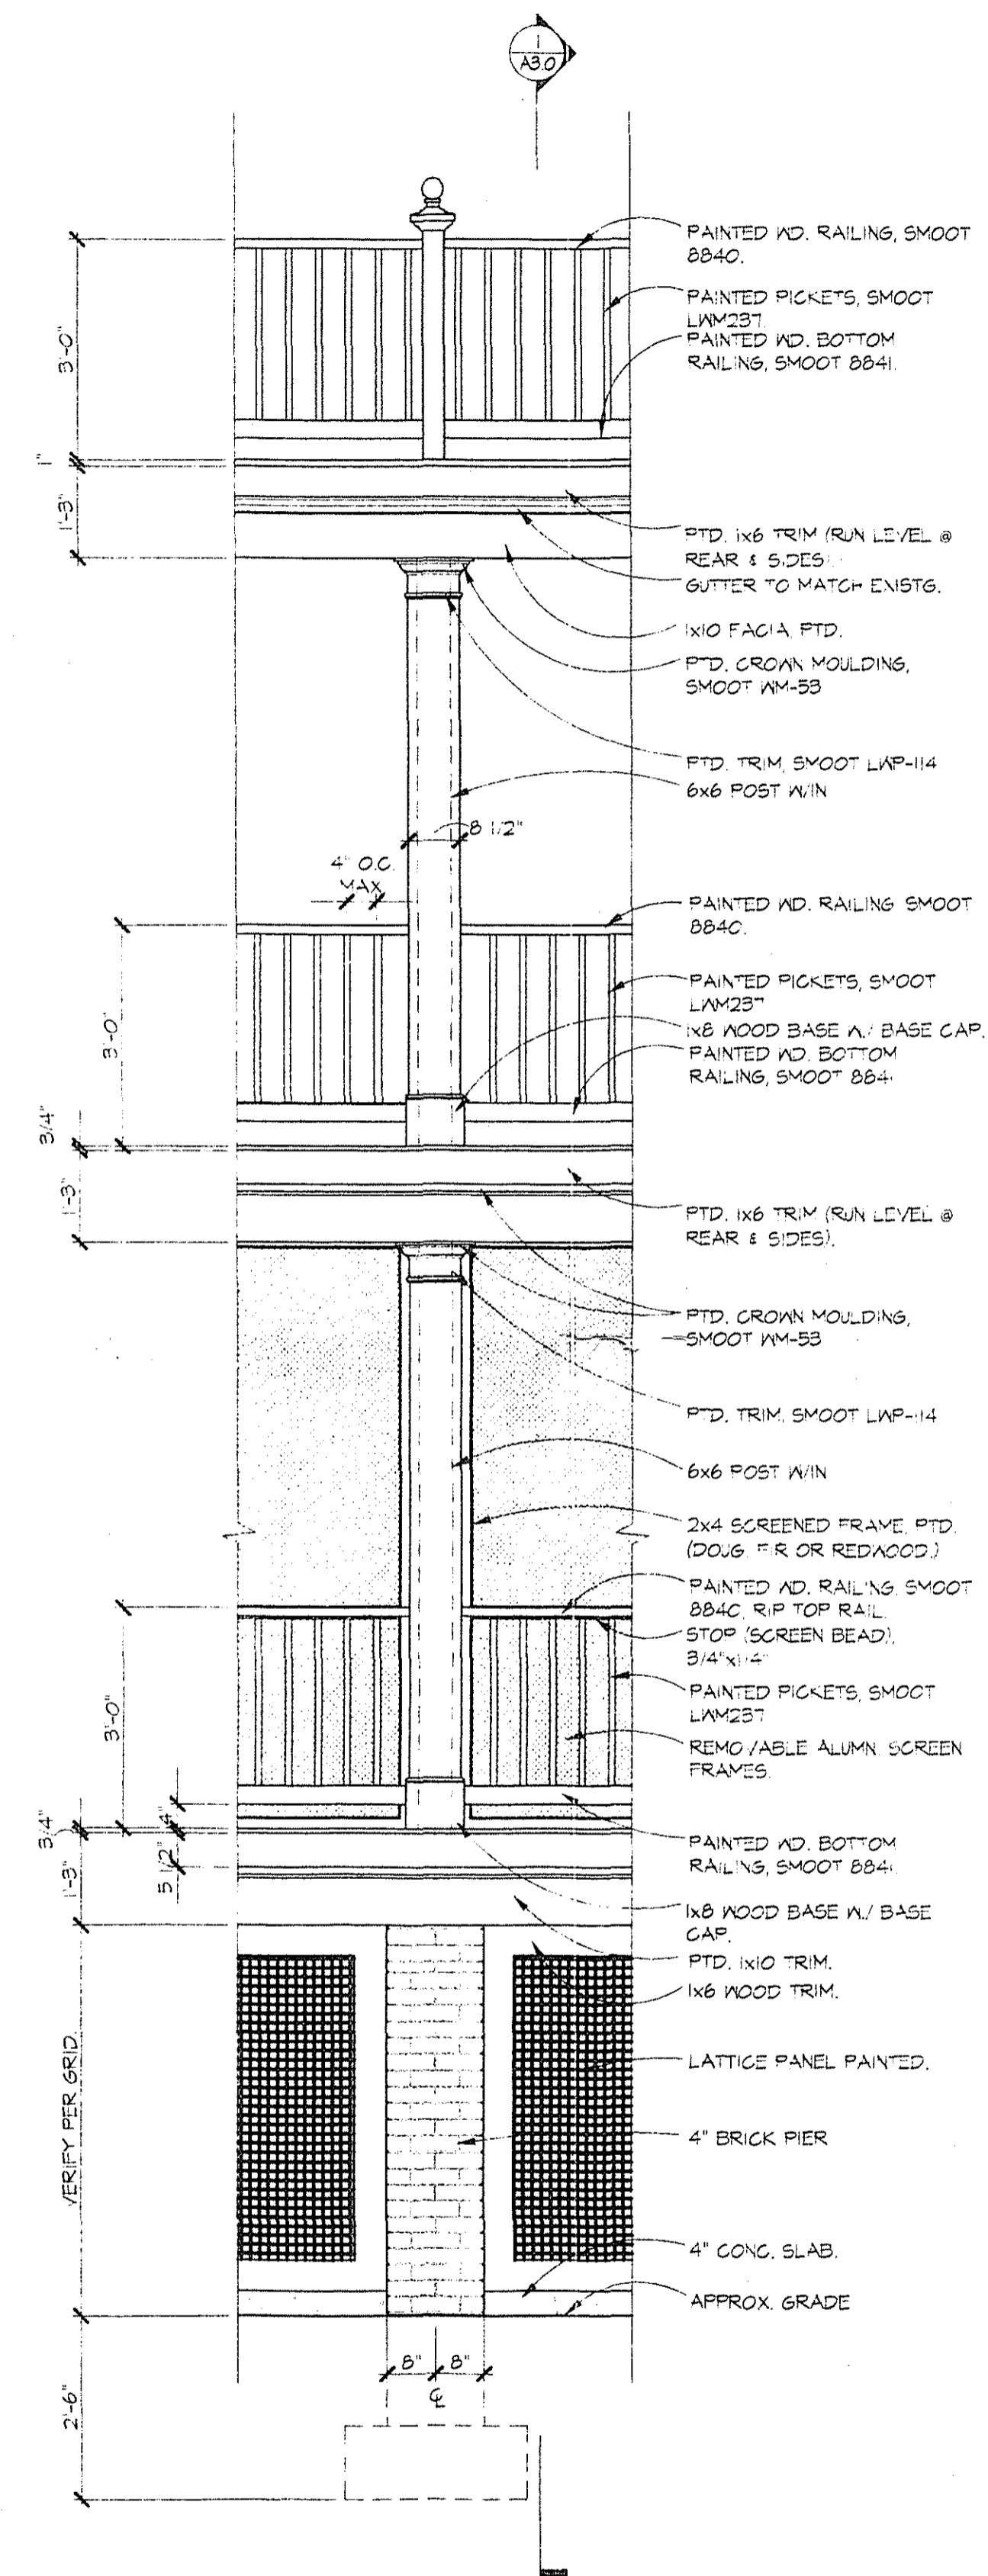 1
A3.0
PAINTED WD. RAILING, SMOOT
8840.
PAINTED PICKETS, SMOOT
LWM237
PAINTED WD. BOTTOM
RAILING, SMOOT 8841.
3'-0"
1"
1'-3"
PTD. 1x6 TRIM (RUN LEVEL @
REAR & SIDES)
GUTTER TO MATCH EXISTG.
1x10 FACIA, PTD.
PTD. CROWN MOULDING,
SMOOT WM-53
PTD. TRIM, SMOOT LWP-114
6x6 POST W/IN
8 1/2"
4" O.C.
MAX
PAINTED WD. RAILING SMOOT
8840.
PAINTED PICKETS, SMOOT
LWM237
1x8 WOOD BASE W./ BASE CAP.
PAINTED WD. BOTTOM
RAILING, SMOOT 8841
3'-0"
3/4"
1'-3"
PTD. 1x6 TRIM (RUN LEVEL @
REAR & SIDES).
PTD. CROWN MOULDING,
SMOOT WM-53
PTD. TRIM, SMOOT LWP-114
6x6 POST W/IN
2x4 SCREENED FRAME, PTD.
(DOUG. FIR OR REDWOOD.)
PAINTED WD. RAILING, SMOOT
8840, RIP TOP RAIL.
STOP (SCREEN BEAD),
3/4"x1/4"
PAINTED PICKETS, SMOOT
LWM237
REMOVABLE ALUMN. SCREEN
FRAMES.
3'-0"
4"
3/4"
5 1/2"
1'-3"
PAINTED WD. BOTTOM
RAILING, SMOOT 8841.
1x8 WOOD BASE W./ BASE
CAP.
PTD. 1x10 TRIM.
1x6 WOOD TRIM.
VERIFY PER GRID
LATTICE PANEL PAINTED.
4" BRICK PIER
4" CONC. SLAB.
APPROX. GRADE
8" 8"
℄
2'-6"